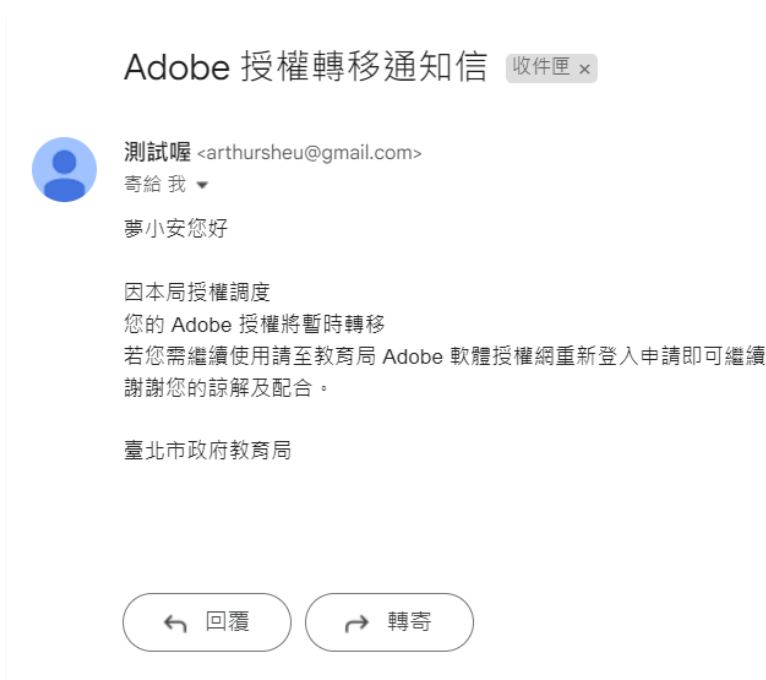 Adobe 授權轉移通知信 收件匣 ×
測試喔 <arthursheu@gmail.com>
寄給 我
夢小安您好
因本局授權調度
您的 Adobe 授權將暫時轉移
若您需繼續使用請至教育局 Adobe 軟體授權網重新登入申請即可繼續
謝謝您的諒解及配合。
臺北市政府教育局
回覆 轉寄